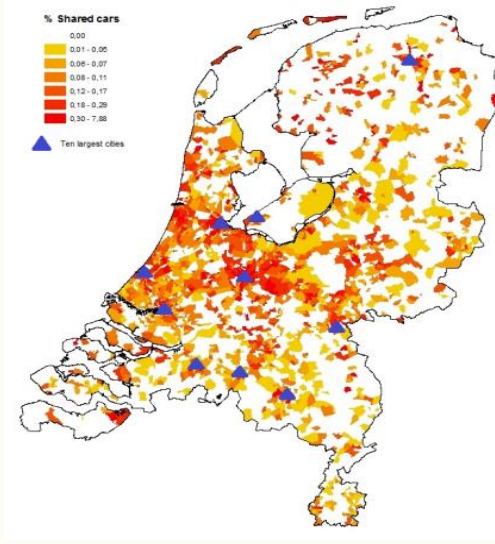 % Shared cars
0,00
0,01 - 0,05
0,06 - 0,07
0,08 - 0,11
0,12 - 0,17
0,18 - 0,29
0,30 - 7,88
Ten largest cities